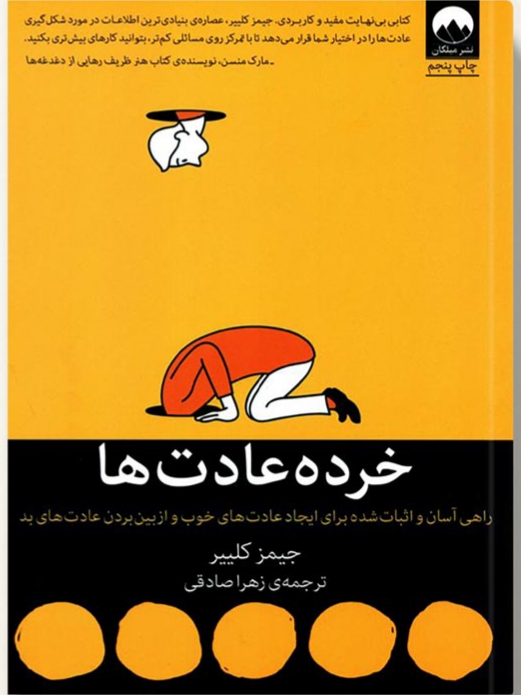 کتابی بی‌نهایت مفید و کاربردی. جیمز کلییر، عصاره‌ی بنیادی‌ترین اطلاعات در مورد شکل‌گیری
عادت‌ها را در اختیار شما قرار می‌دهد تا با تمرکز روی مسائلی کم‌تر، بتوانید کارهای بیش‌تری بکنید.
ـ مارک منسن، نویسنده‌ی کتاب هنر ظریف رهایی از دغدغه‌ها
نشر میلکان
چاپ پنجم
خرده‌عادت‌ها
راهی آسان و اثبات‌شده برای ایجاد عادت‌های خوب و از بین بردن عادت‌های بد
جیمز کلییر
ترجمه‌ی زهرا صادقی